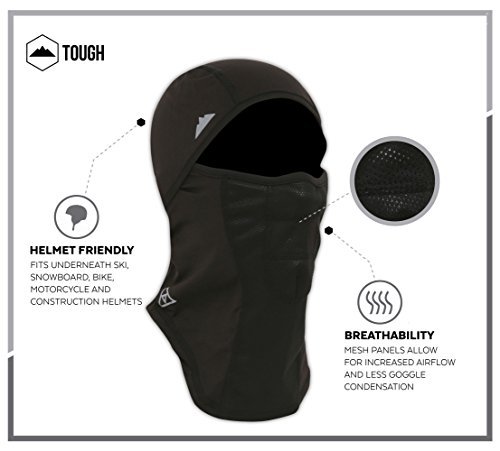 TOUGH
HELMET FRIENDLY
FITS UNDERNEATH SKI,
SNOWBOARD, BIKE,
MOTORCYCLE AND
CONSTRUCTION HELMETS
BREATHABILITY
MESH PANELS ALLOW
FOR INCREASED AIRFLOW
AND LESS GOGGLE
CONDENSATION